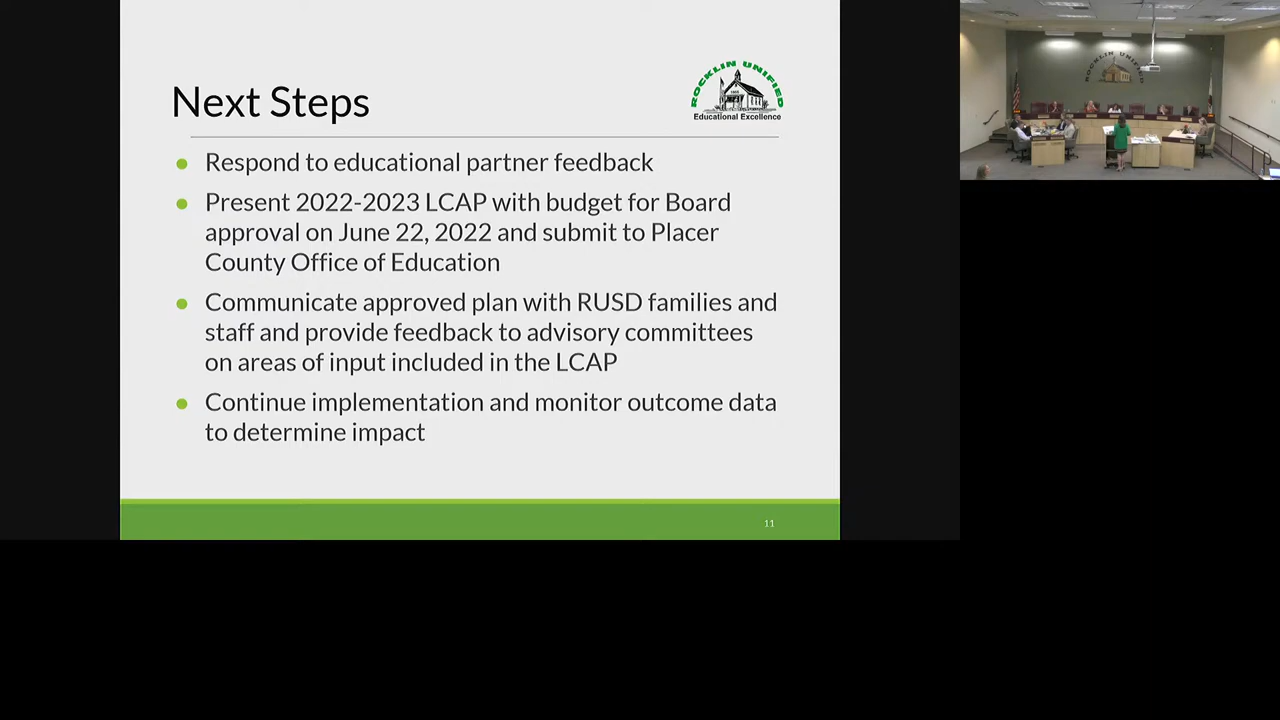 Next Steps
ROCKLIN UNIFIED
Educational Excellence
Respond to educational partner feedback
Present 2022-2023 LCAP with budget for Board
approval on June 22, 2022 and submit to Placer
County Office of Education
Communicate approved plan with RUSD families and
staff and provide feedback to advisory committees
on areas of input included in the LCAP
Continue implementation and monitor outcome data
to determine impact
11
ROCKLIN UNIFIED